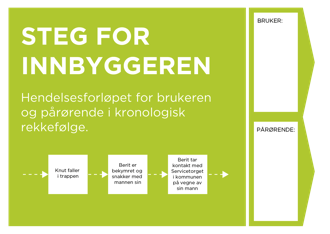 STEG FOR
INNBYGGEREN
Hendelsesforløpet for brukeren
og pårørende i kronologisk
rekkefølge.
Knut faller
i trappen
Berit er
bekymret og
snakker med
mannen sin
Berit tar
kontakt med
Servicetorget
i kommunen
på vegne av
sin mann
BRUKER:
PÅRØRENDE: